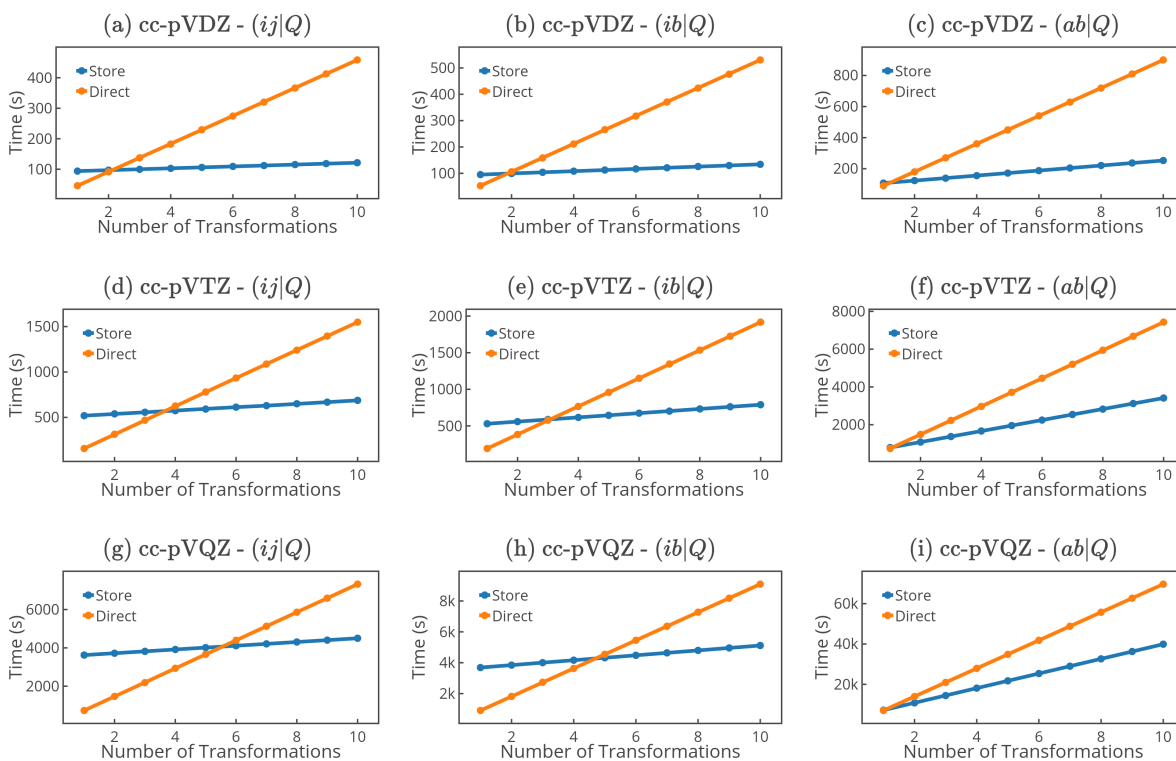 (a) cc-pVDZ - (ij|Q)
400
300
200
100
Time (s)
Store
Direct
2 4 6 8 10
Number of Transformations
(b) cc-pVDZ - (ib|Q)
500
400
300
200
100
Time (s)
Store
Direct
2 4 6 8 10
Number of Transformations
(c) cc-pVDZ - (ab|Q)
800
600
400
200
Time (s)
Store
Direct
2 4 6 8 10
Number of Transformations
(d) cc-pVTZ - (ij|Q)
1500
1000
500
Time (s)
Store
Direct
2 4 6 8 10
Number of Transformations
(e) cc-pVTZ - (ib|Q)
2000
1500
1000
500
Time (s)
Store
Direct
2 4 6 8 10
Number of Transformations
(f) cc-pVTZ - (ab|Q)
8000
6000
4000
2000
Time (s)
Store
Direct
2 4 6 8 10
Number of Transformations
(g) cc-pVQZ - (ij|Q)
6000
4000
2000
Time (s)
Store
Direct
2 4 6 8 10
Number of Transformations
(h) cc-pVQZ - (ib|Q)
8k
6k
4k
2k
Time (s)
Store
Direct
2 4 6 8 10
Number of Transformations
(i) cc-pVQZ - (ab|Q)
60k
40k
20k
Time (s)
Store
Direct
2 4 6 8 10
Number of Transformations